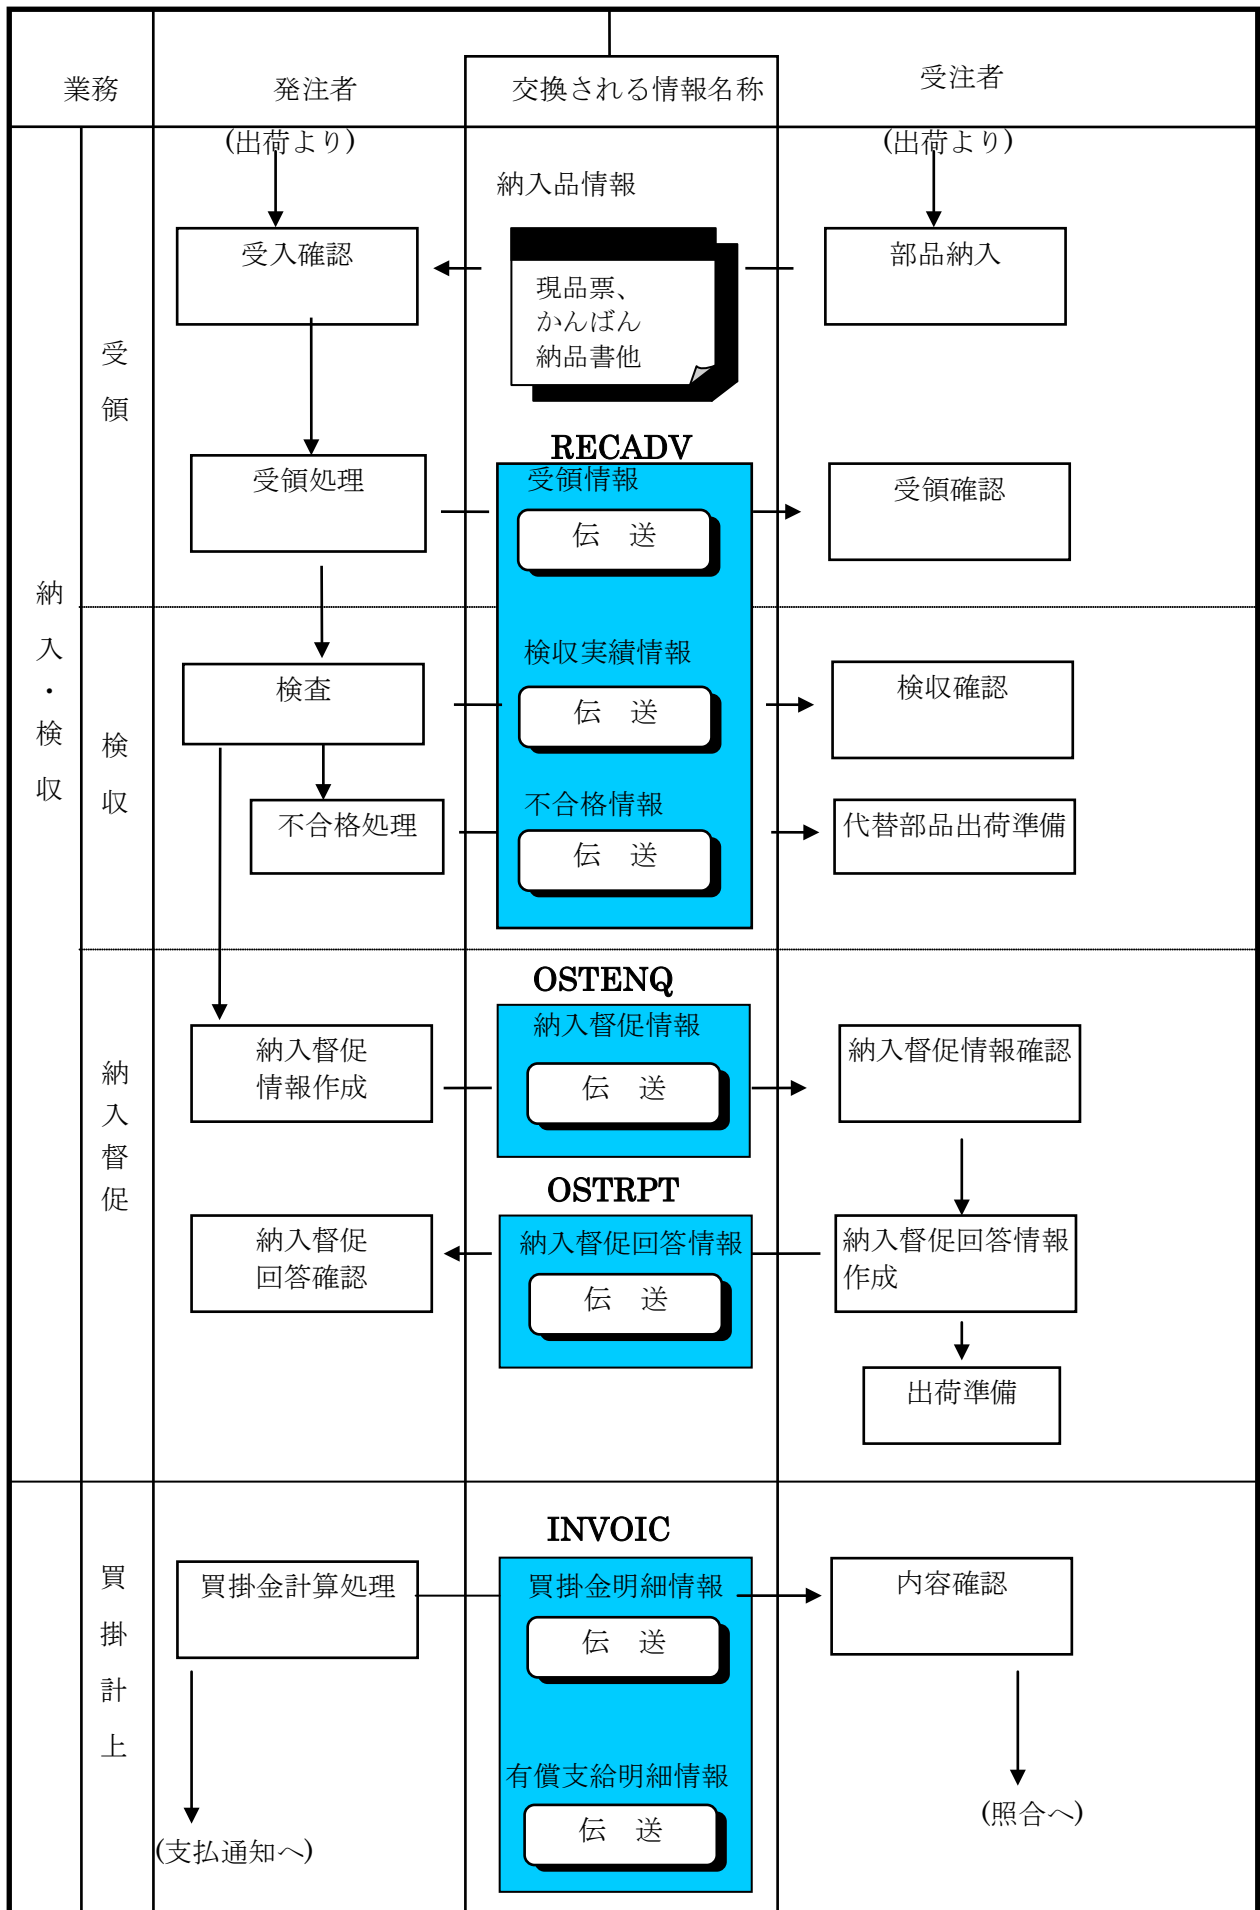 業務
発注者
交換される情報名称
受注者
(出荷より)
(出荷より)
納入品情報
受入確認
部品納入
現品票、
かんばん
納品書他
受領
RECADV
受領処理
受領情報
伝　送
受領確認
納入・検収
検収
検査
検収実績情報
伝　送
検収確認
不合格処理
不合格情報
伝　送
代替部品出荷準備
納入督促
OSTENQ
納入督促
情報作成
納入督促情報
伝　送
納入督促情報確認
OSTRPT
納入督促
回答確認
納入督促回答情報
伝　送
納入督促回答情報
作成
出荷準備
買掛計上
INVOIC
買掛金計算処理
買掛金明細情報
伝　送
内容確認
有償支給明細情報
伝　送
(照合へ)
(支払通知へ)